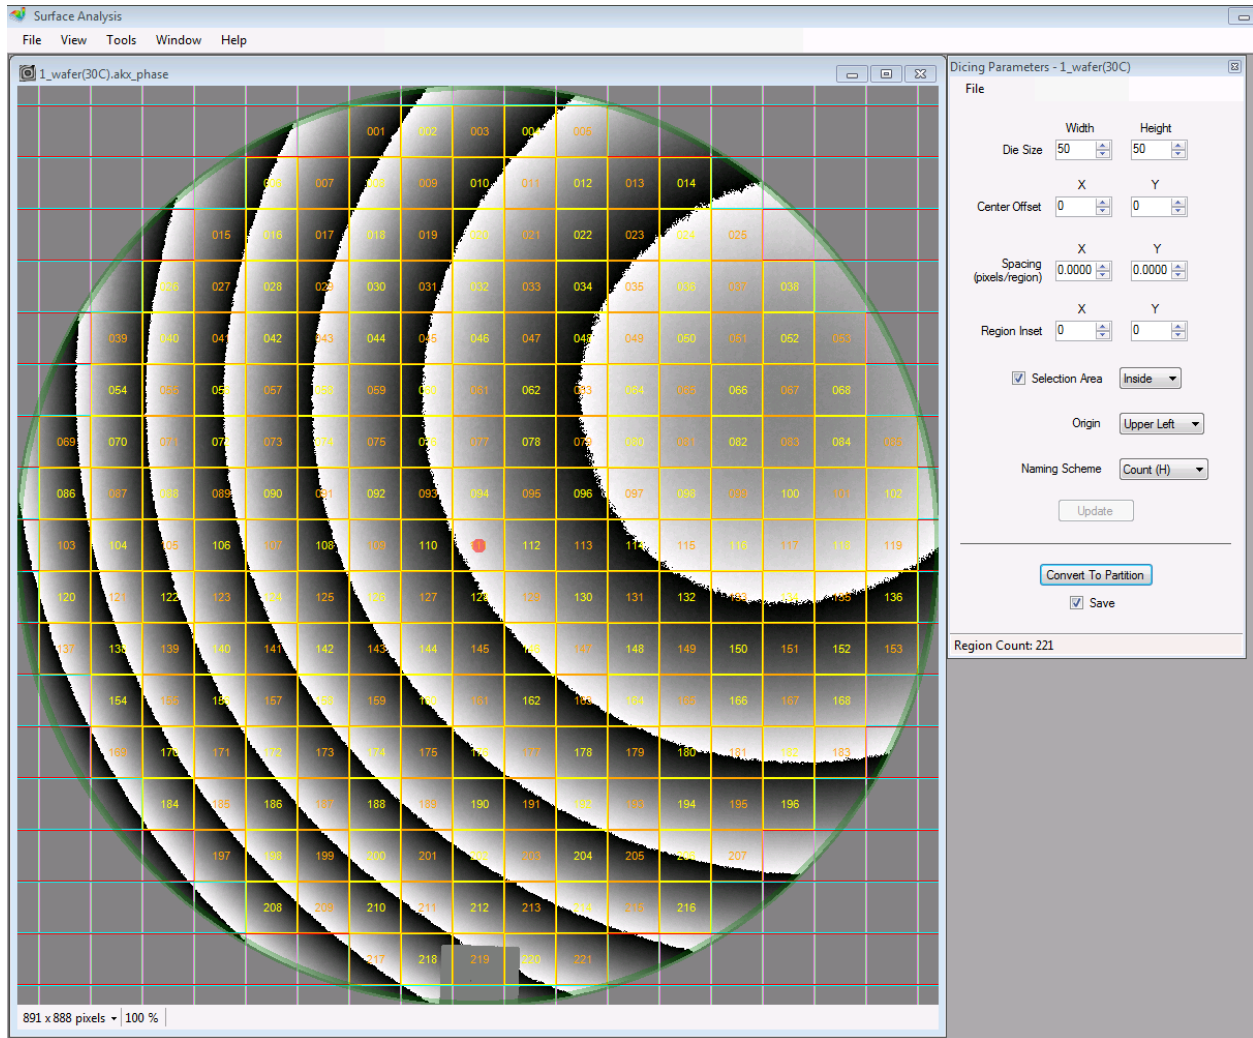 Surface Analysis
File View Tools Window Help
1_wafer(30C).akx_phase
001 002 003 004 005
007 009 010 011 012 013 014
015 016 017 018 019 020 021 022 023 024 025
026 027 028 029 030 031 032 033 034 035 036 037 038
039 040 041 042 043 044 045 046 047 048 049 050 051 052 053
054 055 056 057 059 061 062 063 064 065 066 067 068
069 070 071 072 073 074 075 076 077 078 079 080 081 082 083 084 085
086 087 088 089 090 091 092 093 094 095 096 097 098 099 100 101 102
103 104 105 106 107 108 109 110 111 112 113 114 115 116 117 118 119
120 121 122 123 124 125 126 127 128 129 130 131 132 133 134 135 136
137 138 139 140 141 142 143 144 145 146 147 148 149 150 151 152 153
154 155 156 157 158 159 160 161 162 163 164 165 166 167 168
169 170 171 172 173 174 175 176 177 178 179 180 181 182 183
184 185 186 187 188 189 190 191 192 193 194 195 196
197 198 199 200 201 202 203 204 205 206 207
208 209 210 211 212 213 214 215 216
217 218 219 220 221
891 x 888 pixels 100 %
Dicing Parameters - 1_wafer(30C)
File
Width Height
Die Size 50 50
X Y
Center Offset 0 0
X Y
Spacing
(pixels/region) 0.0000 0.0000
X Y
Region Inset 0 0
Selection Area Inside
Origin Upper Left
Naming Scheme Count (H)
Update
Convert To Partition
Save
Region Count: 221